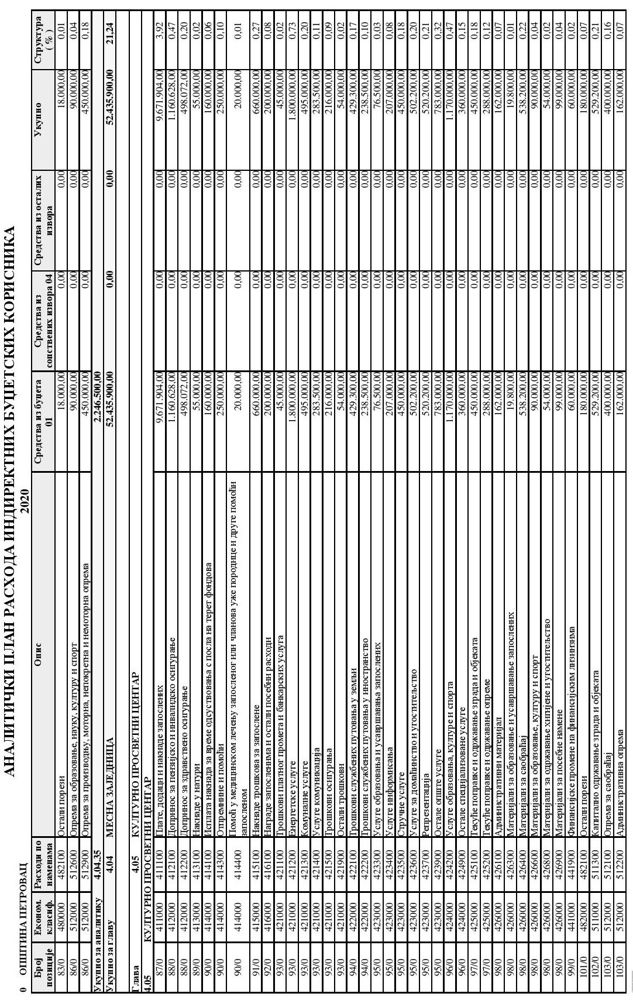 АНАЛИТИЧКИ ПЛАН РАСХОДА ИНДИРЕКТНИХ БУЏЕТСКИХ КОРИСНИКА
0 ОПШТИНА ПЕТРОВАЦ 2020
Број позиције Економ. класиф. Расходи по наменама Опис Средства из буџета 01 Средства из сопствених извора 04 Средства из осталих извора Укупно Структура ( % )
83/0 480000 482100 Остали порези 18.000,00 0,00 0,00 18.000,00 0,01
86/0 512000 512600 Опрема за образовање, науку, културу и спорт 90.000,00 0,00 0,00 90.000,00 0,04
86/0 512000 512900 Опрема за производњу, моторна, непокретна и немоторна опрема 450.000,00 0,00 0,00 450.000,00 0,18
Укупно за аналитику 4.04.35 2.246.500,00
Укупно за главу 4.04 МЕСНА ЗАЈЕДНИЦА 52.435.900,00 0,00 0,00 52.435.900,00 21,24
Глава 4.05 КУЛТУРНО ПРОСВЕТНИ ЦЕНТАР
4.05 КУЛТУРНО ПРОСВЕТНИ ЦЕНТАР
87/0 411000 411100 Плате, додаци и накнаде запослених 9.671.904,00 0,00 0,00 9.671.904,00 3,92
88/0 412000 412100 Допринос за пензијско и инвалидско осигурање 1.160.628,00 0,00 0,00 1.160.628,00 0,47
88/0 412000 412200 Допринос за здравствено осигурање 498.072,00 0,00 0,00 498.072,00 0,20
89/0 413000 413100 Накнаде у натури 55.000,00 0,00 0,00 55.000,00 0,02
90/0 414000 414100 Исплата накнада за време одсуствовања с посла на терет фондова 160.000,00 0,00 0,00 160.000,00 0,06
90/0 414000 414300 Отпремнине и помоћи 250.000,00 0,00 0,00 250.000,00 0,10
90/0 414000 414400 Помоћ у медицинском лечењу запосленог или чланова уже породице и друге помоћи запосленом 20.000,00 0,00 0,00 20.000,00 0,01
91/0 415000 415100 Накнаде трошкова за запослене 660.000,00 0,00 0,00 660.000,00 0,27
92/0 416000 416100 Награде запосленима и остали посебни расходи 200.000,00 0,00 0,00 200.000,00 0,08
93/0 421000 421100 Трошкови платног промета и банкарских услуга 45.000,00 0,00 0,00 45.000,00 0,02
93/0 421000 421200 Енергетске услуге 1.800.000,00 0,00 0,00 1.800.000,00 0,73
93/0 421000 421300 Комуналне услуге 495.000,00 0,00 0,00 495.000,00 0,20
93/0 421000 421400 Услуге комуникација 283.500,00 0,00 0,00 283.500,00 0,11
93/0 421000 421500 Трошкови осигурања 216.000,00 0,00 0,00 216.000,00 0,09
93/0 421000 421900 Остали трошкови 54.000,00 0,00 0,00 54.000,00 0,02
94/0 422000 422100 Трошкови службених путовања у земљи 429.300,00 0,00 0,00 429.300,00 0,17
94/0 422000 422200 Трошкови службених путовања у иностранство 238.500,00 0,00 0,00 238.500,00 0,10
95/0 423000 423300 Услуге образовања и усавршавања запослених 76.500,00 0,00 0,00 76.500,00 0,03
95/0 423000 423400 Услуге информисања 207.000,00 0,00 0,00 207.000,00 0,08
95/0 423000 423500 Стручне услуге 450.000,00 0,00 0,00 450.000,00 0,18
95/0 423000 423600 Услуге за домаћинство и угоститељство 502.200,00 0,00 0,00 502.200,00 0,20
95/0 423000 423700 Репрезентација 520.200,00 0,00 0,00 520.200,00 0,21
95/0 423000 423900 Остале опште услуге 783.000,00 0,00 0,00 783.000,00 0,32
96/0 424000 424200 Услуге образовања, културе и спорта 1.170.000,00 0,00 0,00 1.170.000,00 0,47
96/0 424000 424900 Остале специјализоване услуге 360.000,00 0,00 0,00 360.000,00 0,15
97/0 425000 425100 Текуће поправке и одржавање зграда и објеката 450.000,00 0,00 0,00 450.000,00 0,18
97/0 425000 425200 Текуће поправке и одржавање опреме 288.000,00 0,00 0,00 288.000,00 0,12
98/0 426000 426100 Административни материјал 162.000,00 0,00 0,00 162.000,00 0,07
98/0 426000 426300 Материјали за образовање и усавршавање запослених 19.800,00 0,00 0,00 19.800,00 0,01
98/0 426000 426400 Материјали за саобраћај 538.200,00 0,00 0,00 538.200,00 0,22
98/0 426000 426600 Материјали за образовање, културу и спорт 90.000,00 0,00 0,00 90.000,00 0,04
98/0 426000 426800 Материјали за одржавање хигијене и угоститељство 54.000,00 0,00 0,00 54.000,00 0,02
98/0 426000 426900 Материјали за посебне намене 99.000,00 0,00 0,00 99.000,00 0,04
99/0 441000 441900 Финансијске промене на финансијским лизинзима 60.000,00 0,00 0,00 60.000,00 0,02
101/0 482000 482100 Остали порези 180.000,00 0,00 0,00 180.000,00 0,07
102/0 511000 511300 Капитално одржавање зграда и објеката 529.200,00 0,00 0,00 529.200,00 0,21
103/0 512000 512100 Опрема за саобраћај 400.000,00 0,00 0,00 400.000,00 0,16
103/0 512000 512200 Административна опрема 162.000,00 0,00 0,00 162.000,00 0,07